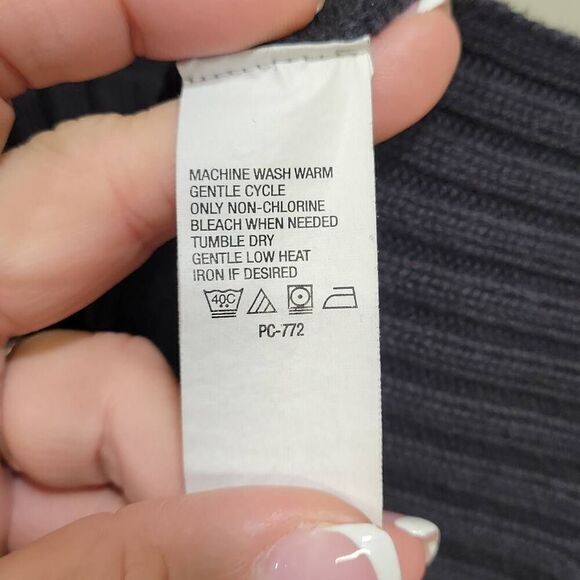 MACHINE WASH WARM
GENTLE CYCLE
ONLY NON-CHLORINE
BLEACH WHEN NEEDED
TUMBLE DRY
GENTLE LOW HEAT
IRON IF DESIRED
40C
PC-772